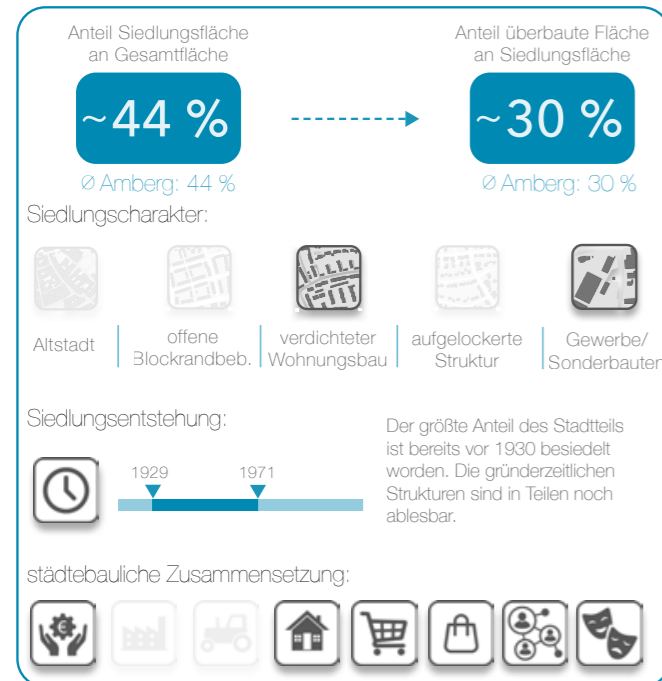 Anteil Siedlungsfläche
an Gesamtfläche
~44 %
Ø Amberg: 44 %
Anteil überbaute Fläche
an Siedlungsfläche
~30 %
Ø Amberg: 30 %
Siedlungscharakter:
Altstadt
offene
Blockrandbeb.
verdichteter
Wohnungsbau
aufgelockerte
Struktur
Gewerbe/
Sonderbauten
Siedlungsentstehung:
1929
1971
Der größte Anteil des Stadtteils
ist bereits vor 1930 besiedelt
worden. Die gründerzeitlichen
Strukturen sind in Teilen noch
ablesbar.
städtebauliche Zusammensetzung: